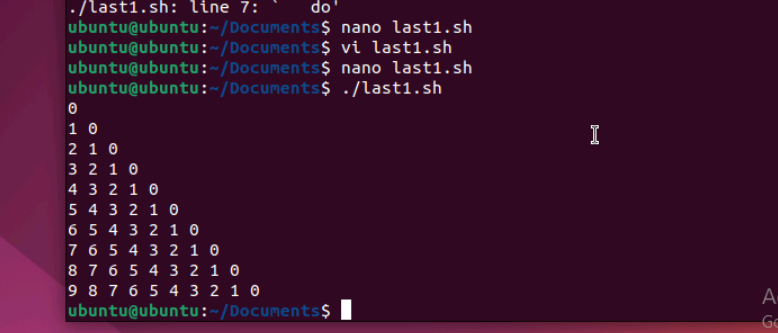 ./last1.sh: line 7: `   do'
ubuntu@ubuntu:~/Documents$ nano last1.sh
ubuntu@ubuntu:~/Documents$ vi last1.sh
ubuntu@ubuntu:~/Documents$ nano last1.sh
ubuntu@ubuntu:~/Documents$ ./last1.sh
0
1 0
2 1 0
3 2 1 0
4 3 2 1 0
5 4 3 2 1 0
6 5 4 3 2 1 0
7 6 5 4 3 2 1 0
8 7 6 5 4 3 2 1 0
9 8 7 6 5 4 3 2 1 0
ubuntu@ubuntu:~/Documents$